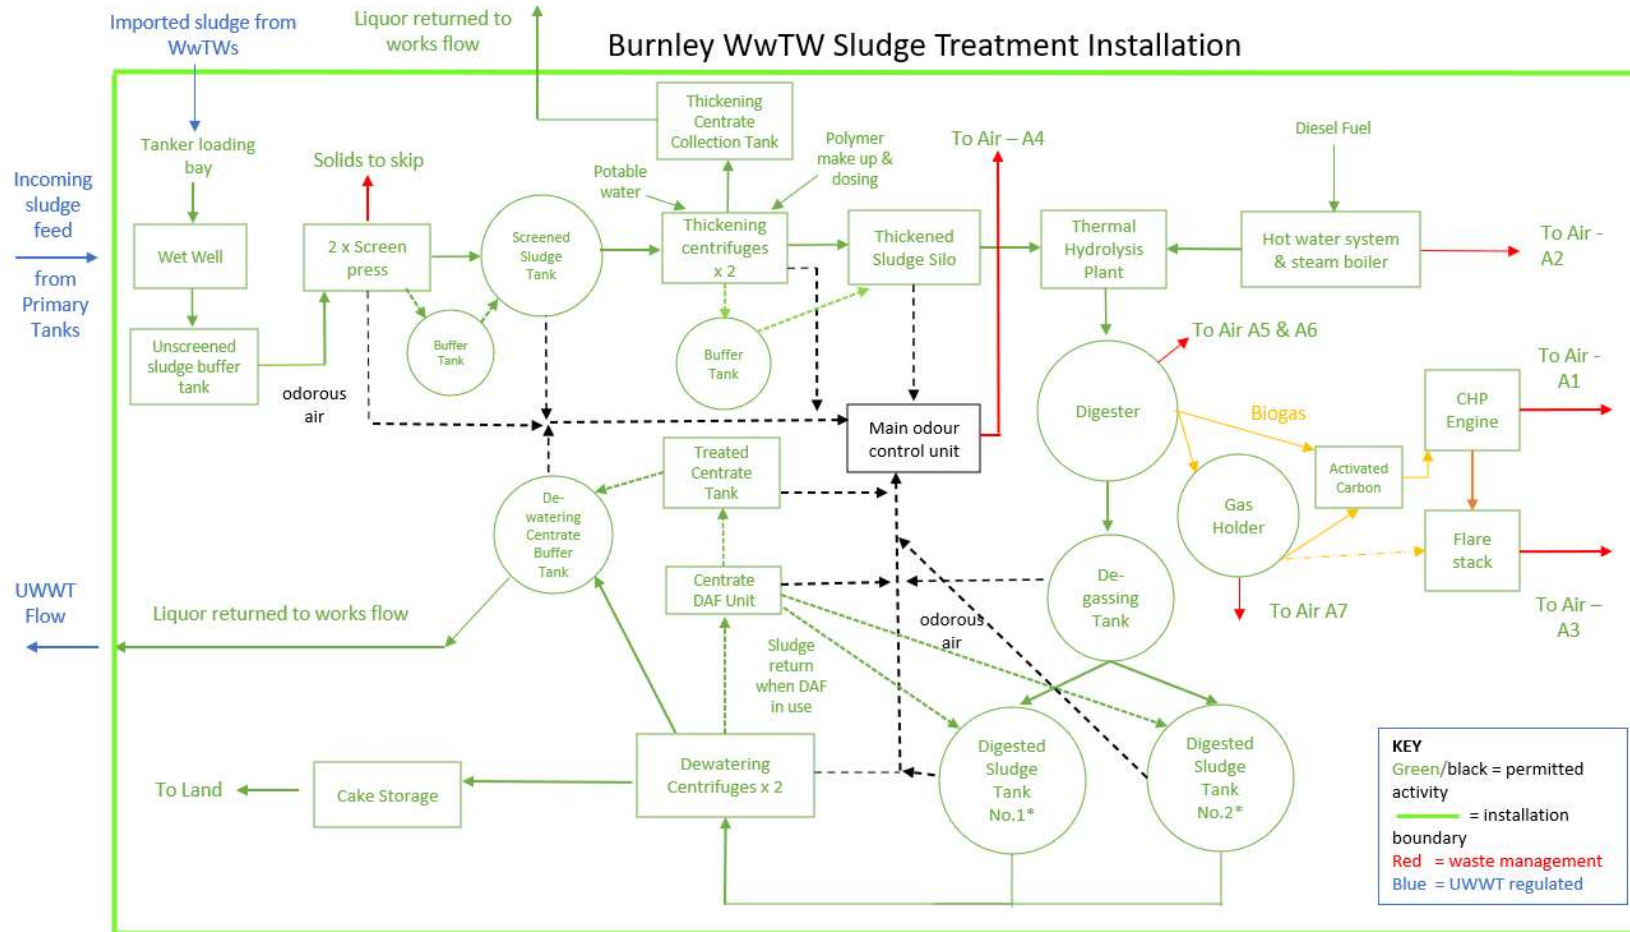 Burnley WwTW Sludge Treatment Installation
Imported sludge from
WwTWs
Liquor returned to
works flow
Incoming
sludge
feed
from
Primary
Tanks
Tanker loading
bay
Wet Well
Unscreened
sludge buffer
tank
Solids to skip
2 x Screen
press
odorous
air
Buffer
Tank
Screened
Sludge
Tank
Thickening
Centrate
Collection Tank
Potable
water
Polymer
make up &
dosing
Thickening
centrifuges
x 2
Buffer
Tank
Thickened
Sludge Silo
To Air – A4
Main odour
control unit
Thermal
Hydrolysis
Plant
Diesel Fuel
Hot water system
& steam boiler
To Air -
A2
To Air A5 & A6
Digester
Biogas
Gas
Holder
Activated
Carbon
CHP
Engine
To Air -
A1
Flare
stack
To Air –
A3
To Air A7
De-
gassing
Tank
odorous
air
Treated
Centrate
Tank
Centrate
DAF Unit
Sludge
return
when DAF
in use
De-
watering
Centrate
Buffer
Tank
UWWT
Flow
Liquor returned to works flow
To Land
Cake Storage
Dewatering
Centrifuges x 2
Digested
Sludge
Tank
No.1*
Digested
Sludge
Tank
No.2*
KEY
Green/black = permitted
activity
= installation
boundary
Red = waste management
Blue = UWWT regulated